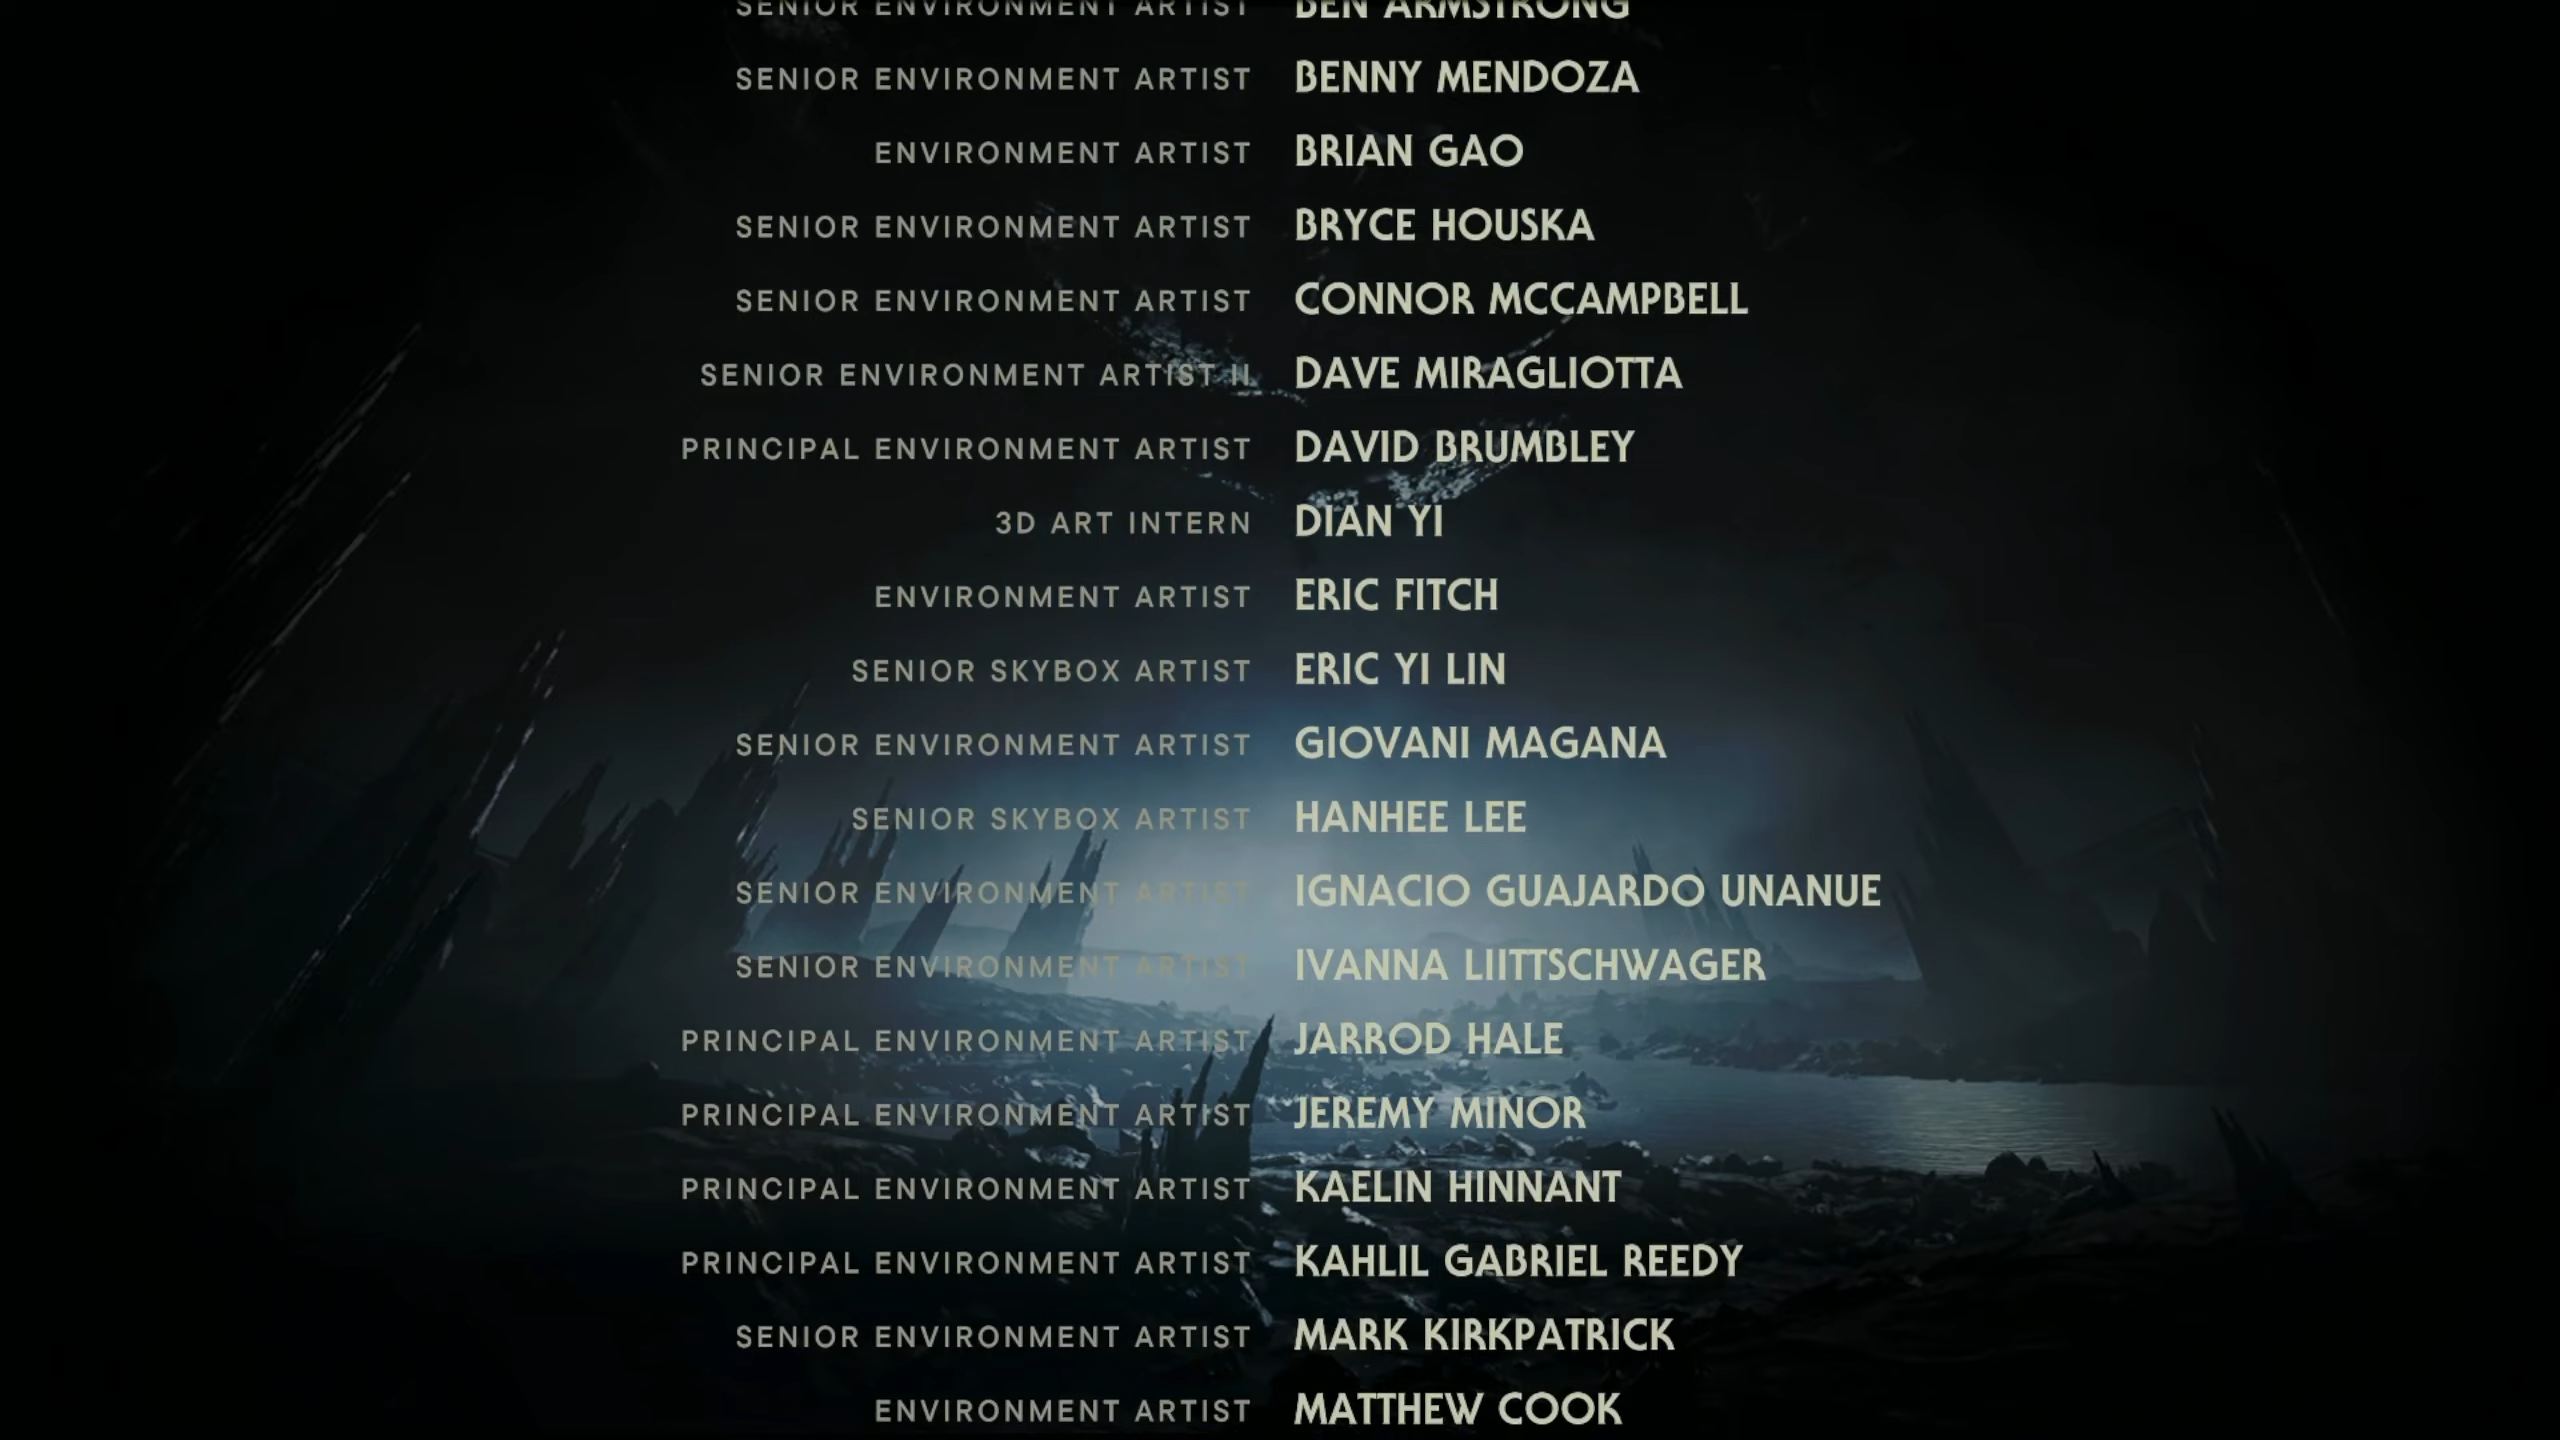 SENIOR ENVIRONMENT ARTIST BEN ARMSTRONG
SENIOR ENVIRONMENT ARTIST BENNY MENDOZA
ENVIRONMENT ARTIST BRIAN GAO
SENIOR ENVIRONMENT ARTIST BRYCE HOUSKA
SENIOR ENVIRONMENT ARTIST CONNOR MCCAMPBELL
SENIOR ENVIRONMENT ARTIST II DAVE MIRAGLIOTTA
PRINCIPAL ENVIRONMENT ARTIST DAVID BRUMBLEY
3D ART INTERN DIAN YI
ENVIRONMENT ARTIST ERIC FITCH
SENIOR SKYBOX ARTIST ERIC YI LIN
SENIOR ENVIRONMENT ARTIST GIOVANI MAGANA
SENIOR SKYBOX ARTIST HANHEE LEE
SENIOR ENVIRONMENT ARTIST IGNACIO GUAJARDO UNANUE
SENIOR ENVIRONMENT ARTIST IVANNA LIITTSCHWAGER
PRINCIPAL ENVIRONMENT ARTIST JARROD HALE
PRINCIPAL ENVIRONMENT ARTIST JEREMY MINOR
PRINCIPAL ENVIRONMENT ARTIST KAELIN HINNANT
PRINCIPAL ENVIRONMENT ARTIST KAHLIL GABRIEL REEDY
SENIOR ENVIRONMENT ARTIST MARK KIRKPATRICK
ENVIRONMENT ARTIST MATTHEW COOK